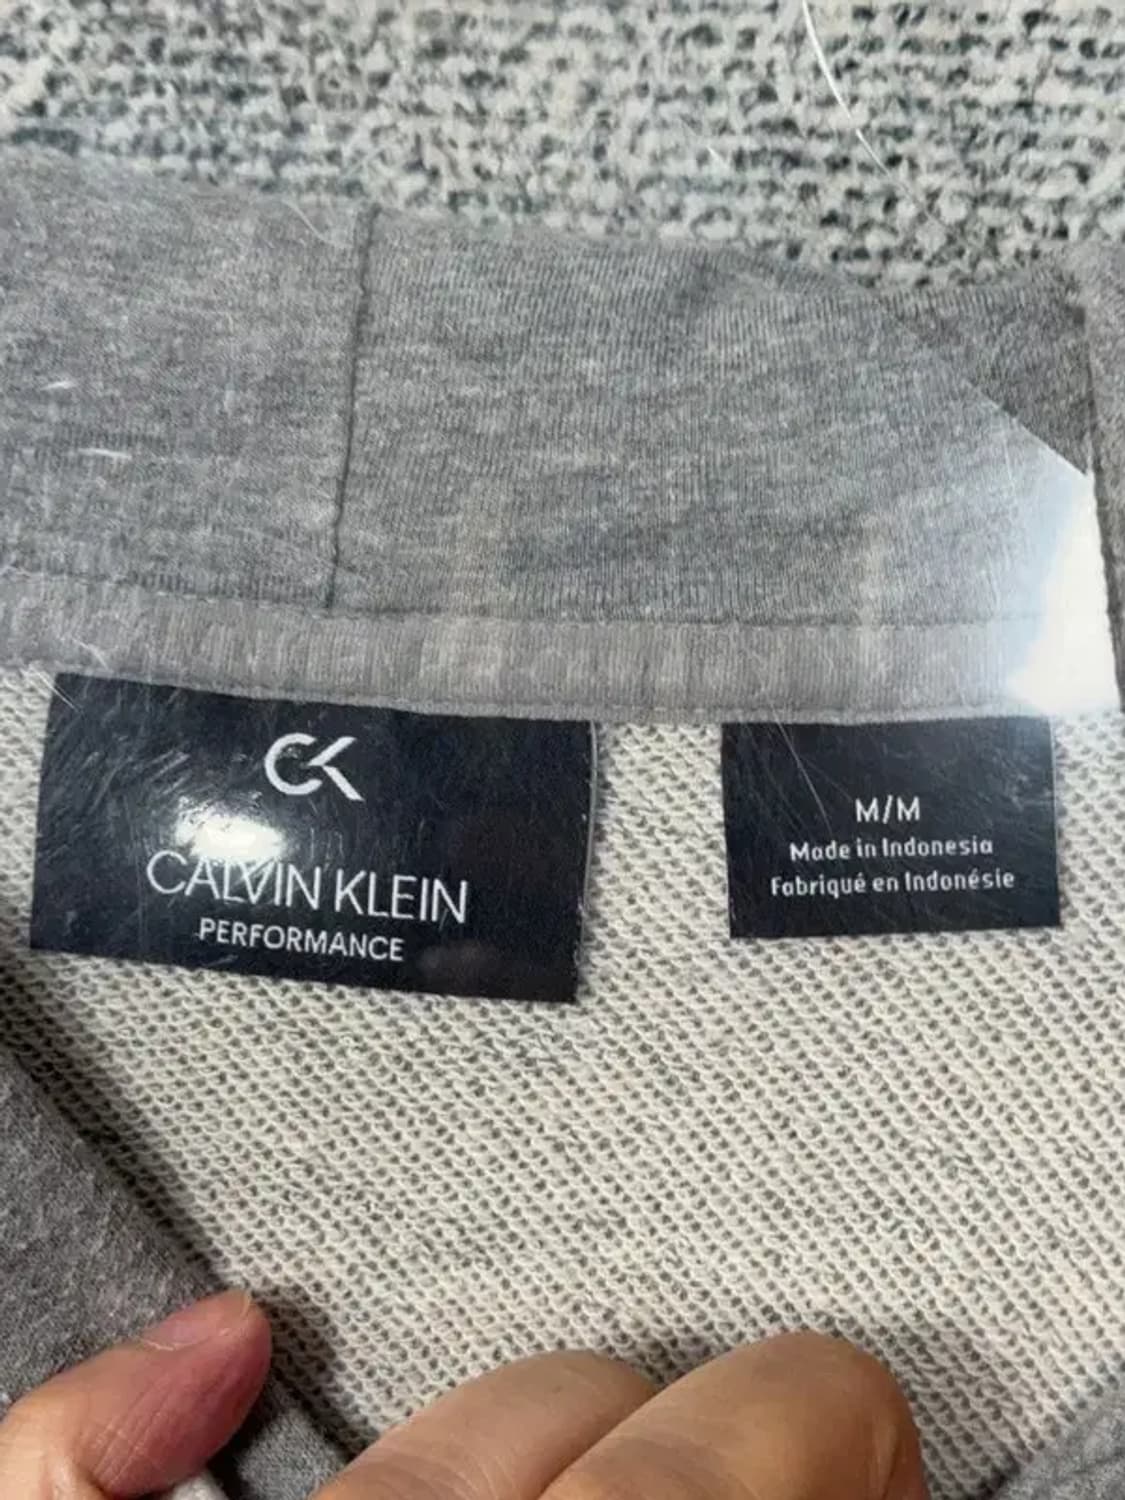 CK
CALVIN KLEIN
PERFORMANCE
M/M
Made in Indonesia
Fabriqué en Indonésie